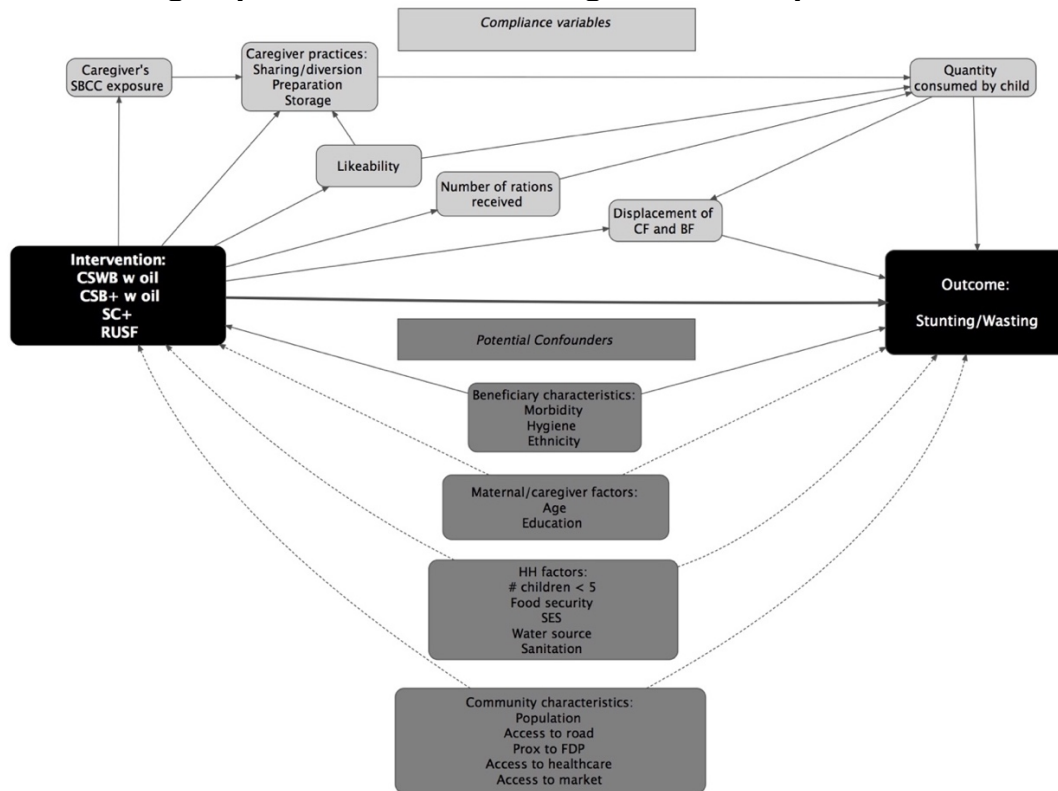 Compliance variables
Caregiver's
SBCC exposure
Caregiver practices:
Sharing/diversion
Preparation
Storage
Quantity
consumed by child
Likeability
Number of rations
received
Displacement of
CF and BF
Intervention:
CSWB w oil
CSB+ w oil
SC+
RUSF
Outcome:
Stunting/Wasting
Potential Confounders
Beneficiary characteristics:
Morbidity
Hygiene
Ethnicity
Maternal/caregiver factors:
Age
Education
HH factors:
# children < 5
Food security
SES
Water source
Sanitation
Community characteristics:
Population
Access to road
Prox to FDP
Access to healthcare
Access to market